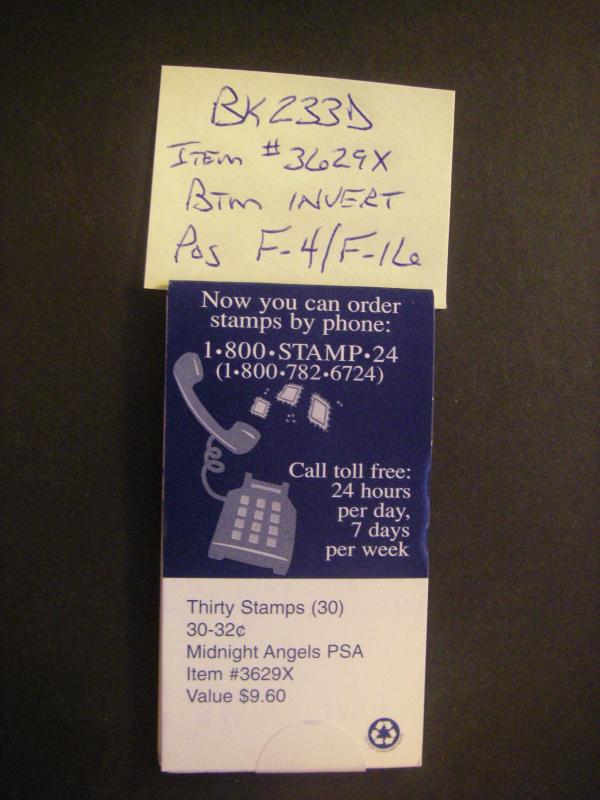 BK233D
ITEM #3629X
BTM INVERT
Pos F-4/F-16
Now you can order
stamps by phone:
1•800•STAMP•24
(1•800•782•6724)
Call toll free:
24 hours
per day,
7 days
per week
Thirty Stamps (30)
30-32¢
Midnight Angels PSA
Item #3629X
Value $9.60